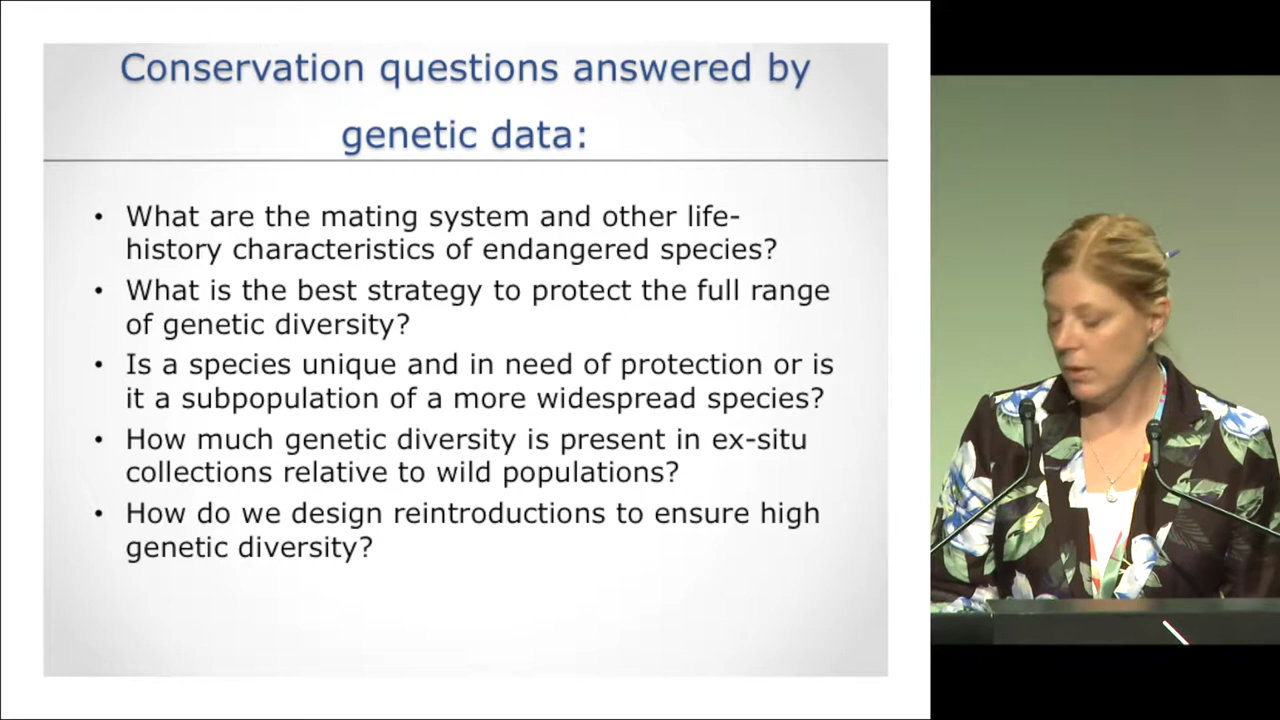 Conservation questions answered by
genetic data:
• What are the mating system and other life-
history characteristics of endangered species?
• What is the best strategy to protect the full range
of genetic diversity?
• Is a species unique and in need of protection or is
it a subpopulation of a more widespread species?
• How much genetic diversity is present in ex-situ
collections relative to wild populations?
• How do we design reintroductions to ensure high
genetic diversity?